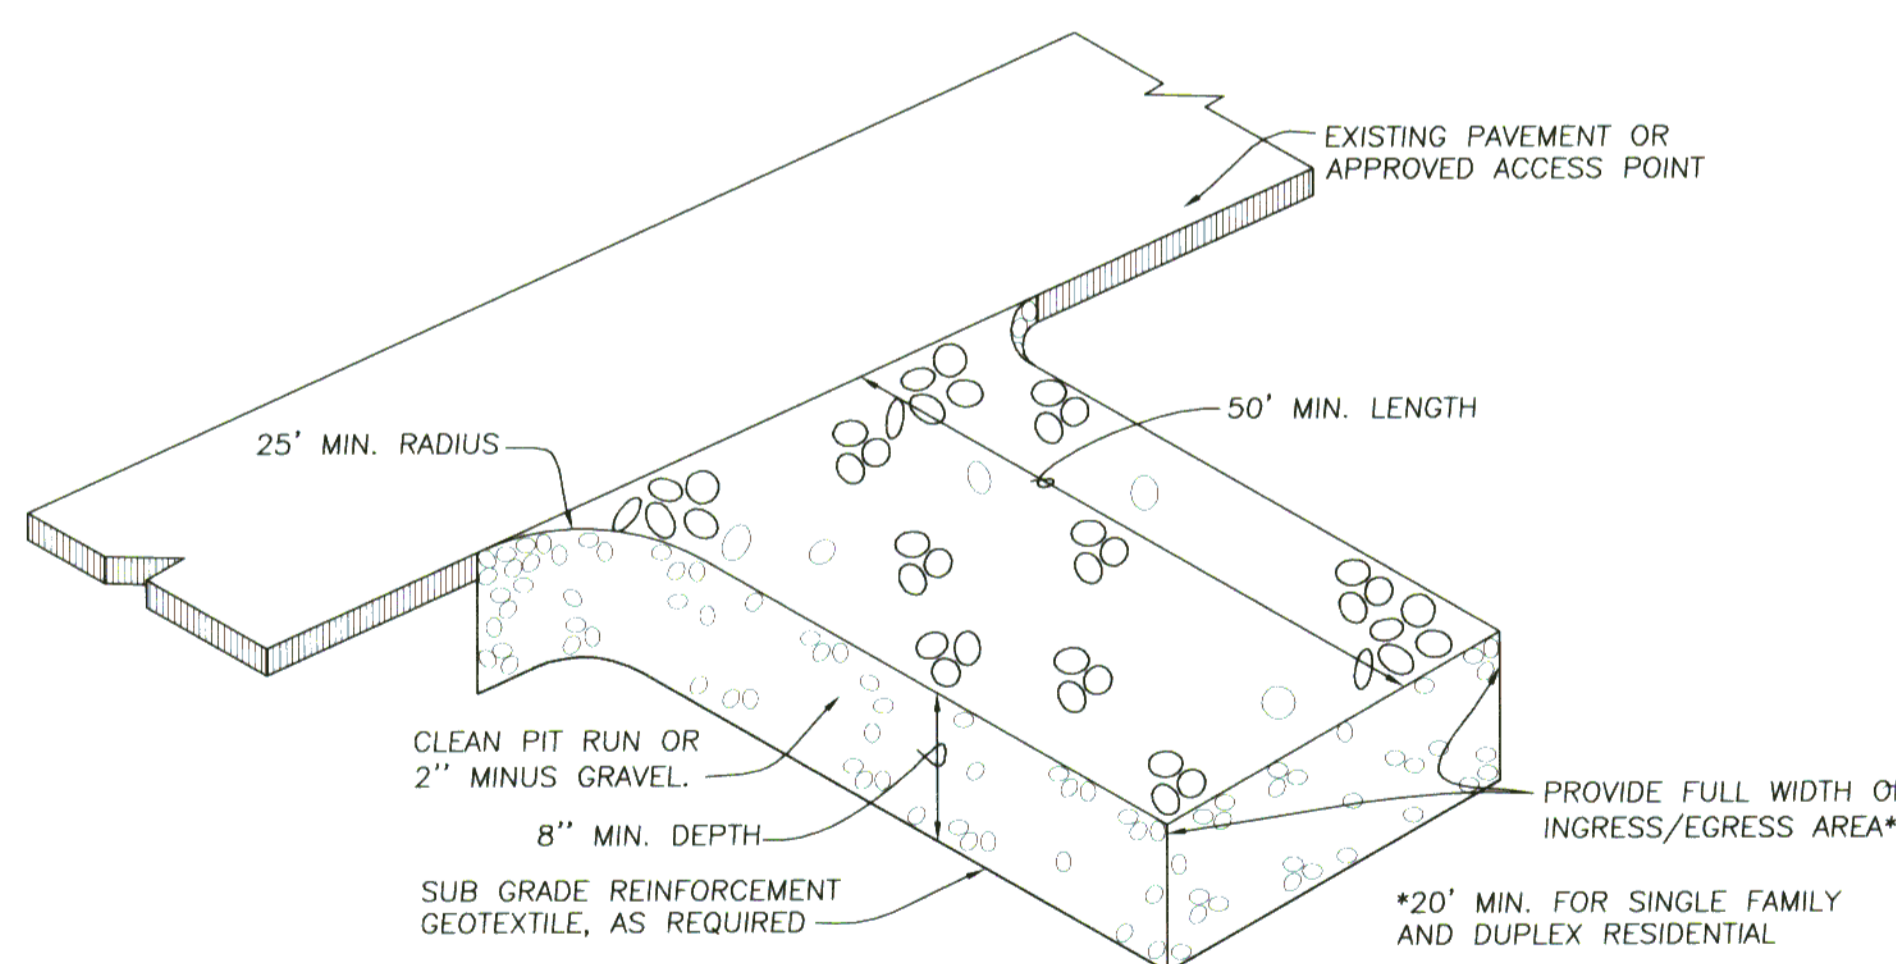 EXISTING PAVEMENT OR
APPROVED ACCESS POINT
50' MIN. LENGTH
25' MIN. RADIUS
CLEAN PIT RUN OR
2" MINUS GRAVEL.
8" MIN. DEPTH
SUB GRADE REINFORCEMENT
GEOTEXTILE, AS REQUIRED
PROVIDE FULL WIDTH
INGRESS/EGRESS AREA*
*20' MIN. FOR SINGLE FAMILY
AND DUPLEX RESIDENTIAL